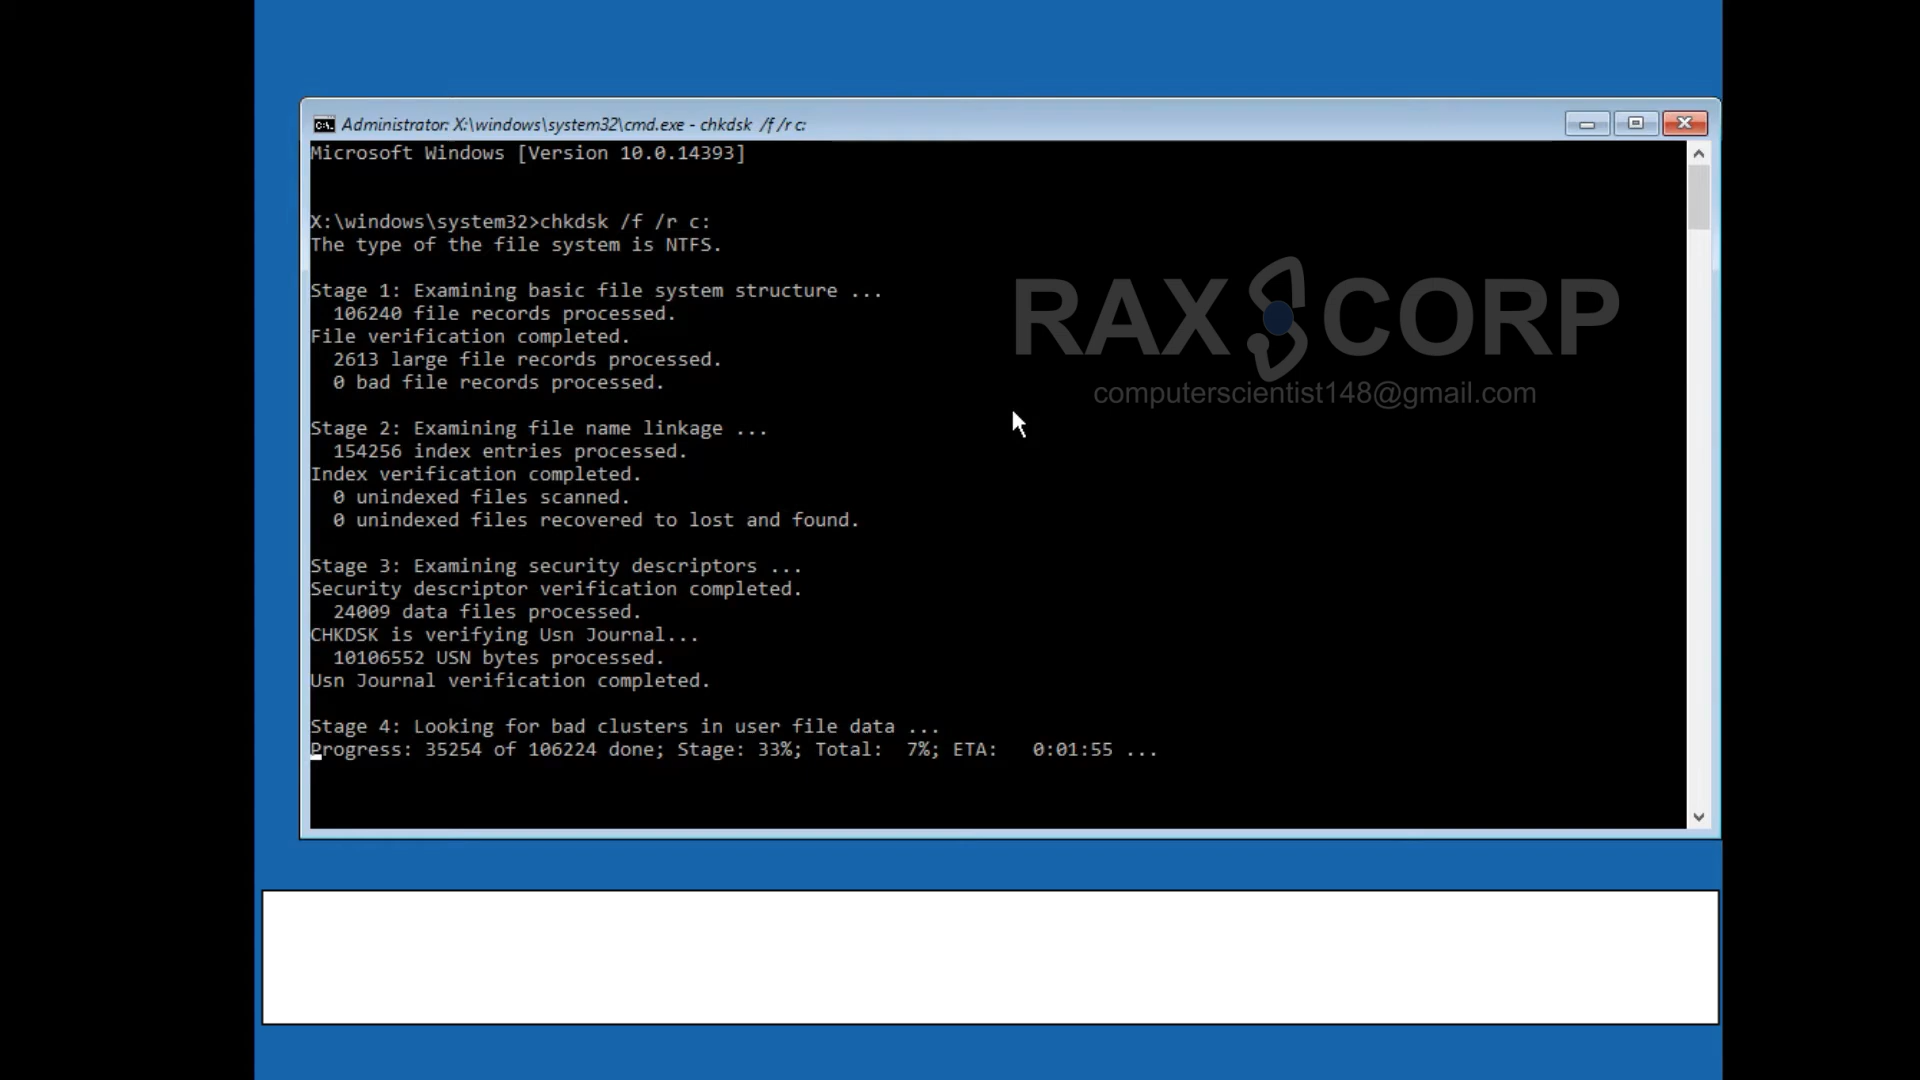 Administrator: X:\windows\system32\cmd.exe - chkdsk /f /r c:
Microsoft Windows [Version 10.0.14393]
X:\windows\system32>chkdsk /f /r c:
The type of the file system is NTFS.
Stage 1: Examining basic file system structure ...
106240 file records processed.
File verification completed.
2613 large file records processed.
0 bad file records processed.
Stage 2: Examining file name linkage ...
154256 index entries processed.
Index verification completed.
0 unindexed files scanned.
0 unindexed files recovered to lost and found.
Stage 3: Examining security descriptors ...
Security descriptor verification completed.
24009 data files processed.
CHKDSK is verifying Usn Journal...
10106552 USN bytes processed.
Usn Journal verification completed.
Stage 4: Looking for bad clusters in user file data ...
Progress: 35254 of 106224 done; Stage: 33%; Total:  7%; ETA:   0:01:55 ...
RAX CORP
computerscientist148@gmail.com